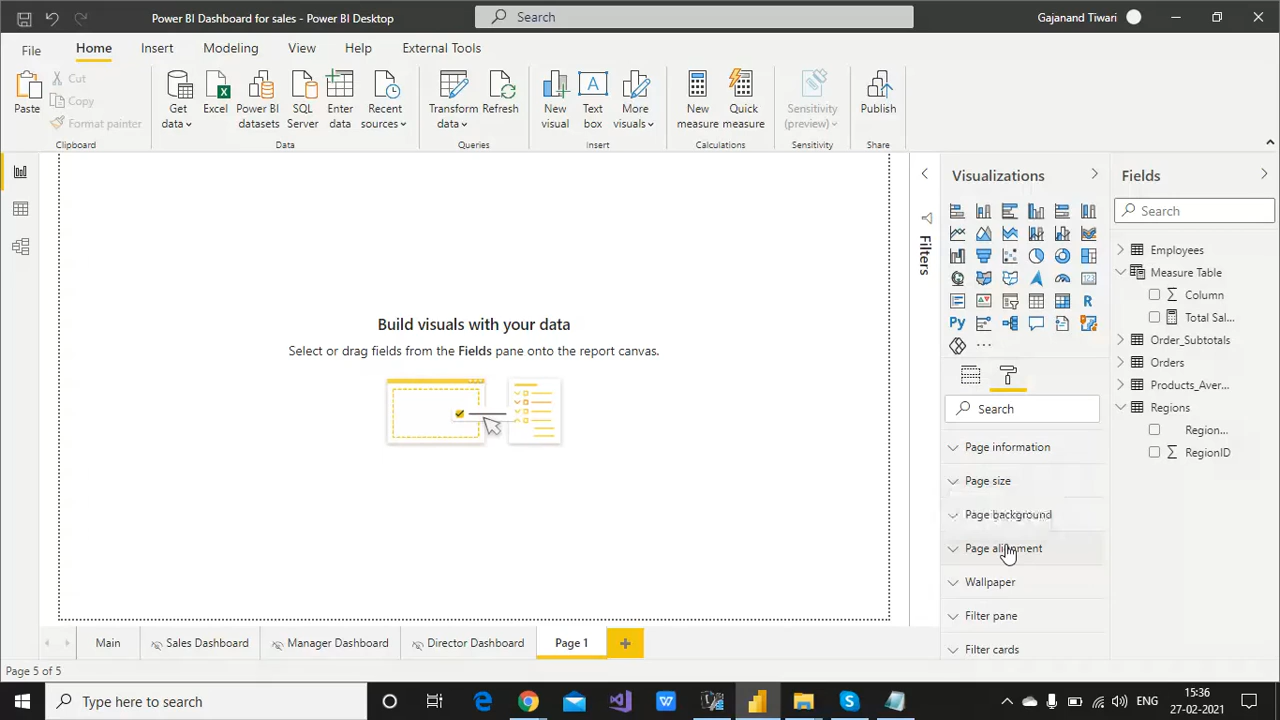 Power BI Dashboard for sales - Power BI Desktop
Search
Gajanand Tiwari
File
Home
Insert
Modeling
View
Help
External Tools
Paste
Cut
Copy
Format painter
Clipboard
Get data
Excel
Power BI datasets
SQL Server
Enter data
Recent sources
Data
Transform data
Refresh
Queries
New visual
Text box
More visuals
Insert
New measure
Quick measure
Calculations
Sensitivity (preview)
Sensitivity
Publish
Share
Build visuals with your data
Select or drag fields from the Fields pane onto the report canvas.
Filters
Visualizations
R
Py
Search
Page information
Page size
Page background
Page alignment
Wallpaper
Filter pane
Filter cards
Fields
Search
Employees
Measure Table
Column
Total Sal...
Order_Subtotals
Orders
Products_Aver...
Regions
Region...
RegionID
Main
Sales Dashboard
Manager Dashboard
Director Dashboard
Page 1
Page 5 of 5
Type here to search
ENG
15:36
27-02-2021